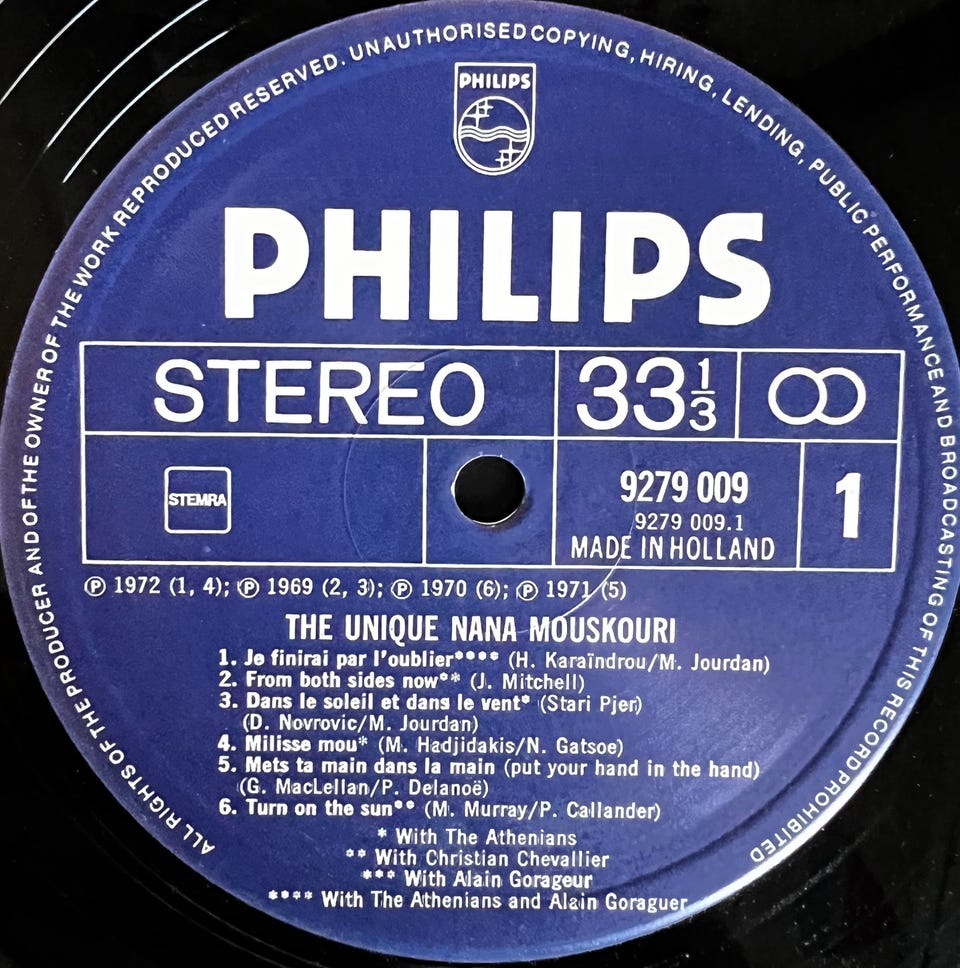 ALL RIGHTS OF THE PRODUCER AND OF THE OWNER OF THE WORK REPRODUCED RESERVED. UNAUTHORISED COPYING, HIRING, LENDING, PUBLIC PERFORMANCE AND BROADCASTING OF THIS RECORD PROHIBITED
PHILIPS
PHILIPS
STEREO 33 1/3
STEMRA
9279 009
9279 009.1
MADE IN HOLLAND
1
℗ 1972 (1, 4); ℗ 1969 (2, 3); ℗ 1970 (6); ℗ 1971 (5)
THE UNIQUE NANA MOUSKOURI
1. Je finirai par l'oublier**** (H. Karaïndrou/M. Jourdan)
2. From both sides now** (J. Mitchell)
3. Dans le soleil et dans le vent* (Stari Pjer)
(D. Novrovic/M. Jourdan)
4. Milisse mou* (M. Hadjidakis/N. Gatsoe)
5. Mets ta main dans la main (put your hand in the hand)
(G. MacLellan/P. Delanoë)
6. Turn on the sun** (M. Murray/P. Callander)
* With The Athenians
** With Christian Chevallier
*** With Alain Gorageur
**** With The Athenians and Alain Goraguer